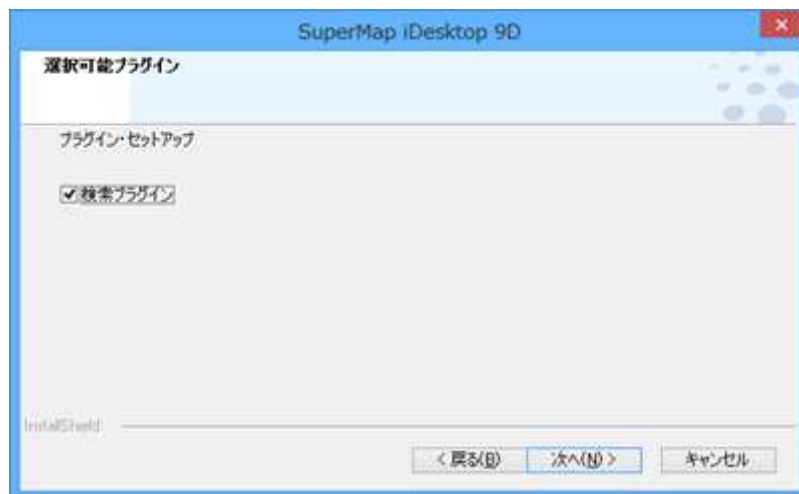 SuperMap iDesktop 9D
選択可能プラグイン
プラグイン・セットアップ
検索プラグイン
InstallShield
< 戻る(B)
次へ(N) >
キャンセル